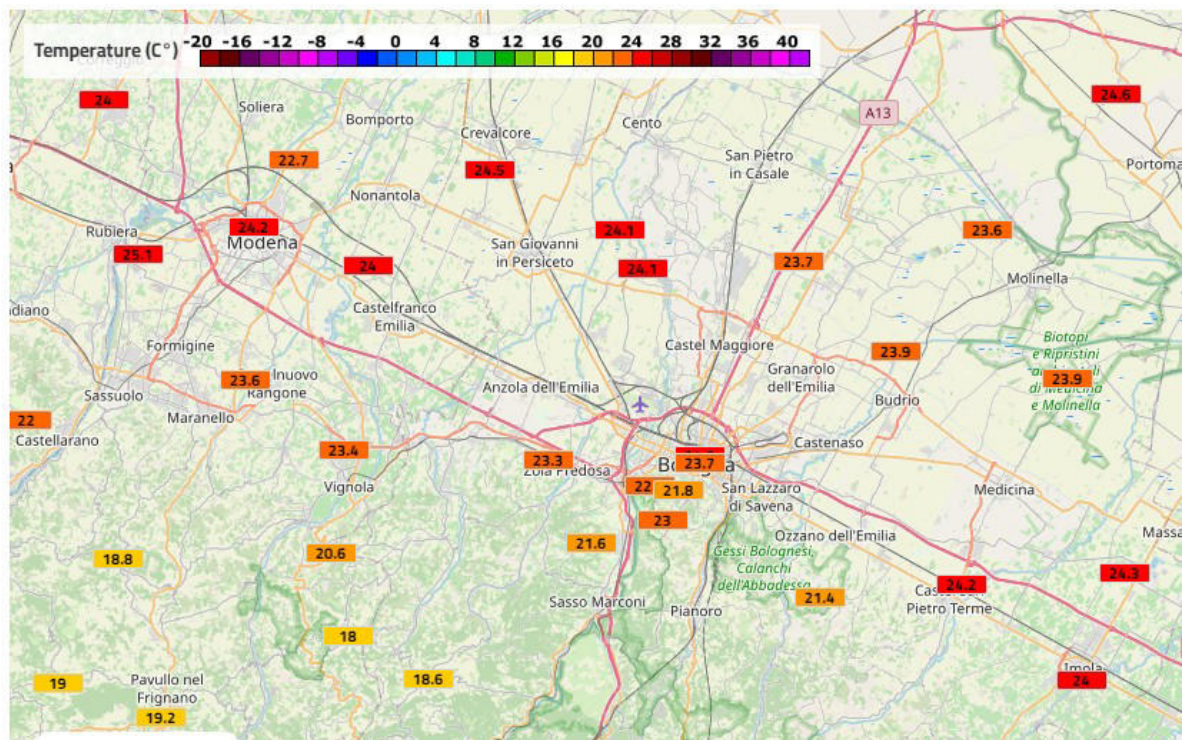 Temperature (C°) -20 -16 -12 -8 -4 0 4 8 12 16 20 24 28 32 36 40
24
Soliera
Bomporto
Crevalcore
Cento
A13
24.6
22.7
24.5
San Pietro
in Casale
Portoma
Nonantola
Rubiera
24.2
Modena
25.1
24
San Giovanni
in Persiceto
24.1
24.1
23.7
23.6
Molinella
ndiano
Castelfranco
Emilia
Formigine
Castel Maggiore
23.9
Biotopi
e Ripristini
23.9
di Medicina
e Molinella
Sassuolo
23.6
Rangone
Maranello
Anzola dell'Emilia
Granarolo
dell'Emilia
Budrio
22
Castellarano
23.4
Vignola
23.3
Zola Predosa
23.7
Castenaso
22
21.8
San Lazzaro
di Savena
Medicina
23
Ozzano dell'Emilia
Massa
18.8
20.6
21.6
Gessi Bolognesi,
Calanchi
dell'Abbadessa
21.4
24.2
Pietro Terme
24.3
Sasso Marconi
Pianoro
18
Imola
24
19
Pavullo nel
Frignano
18.6
19.2